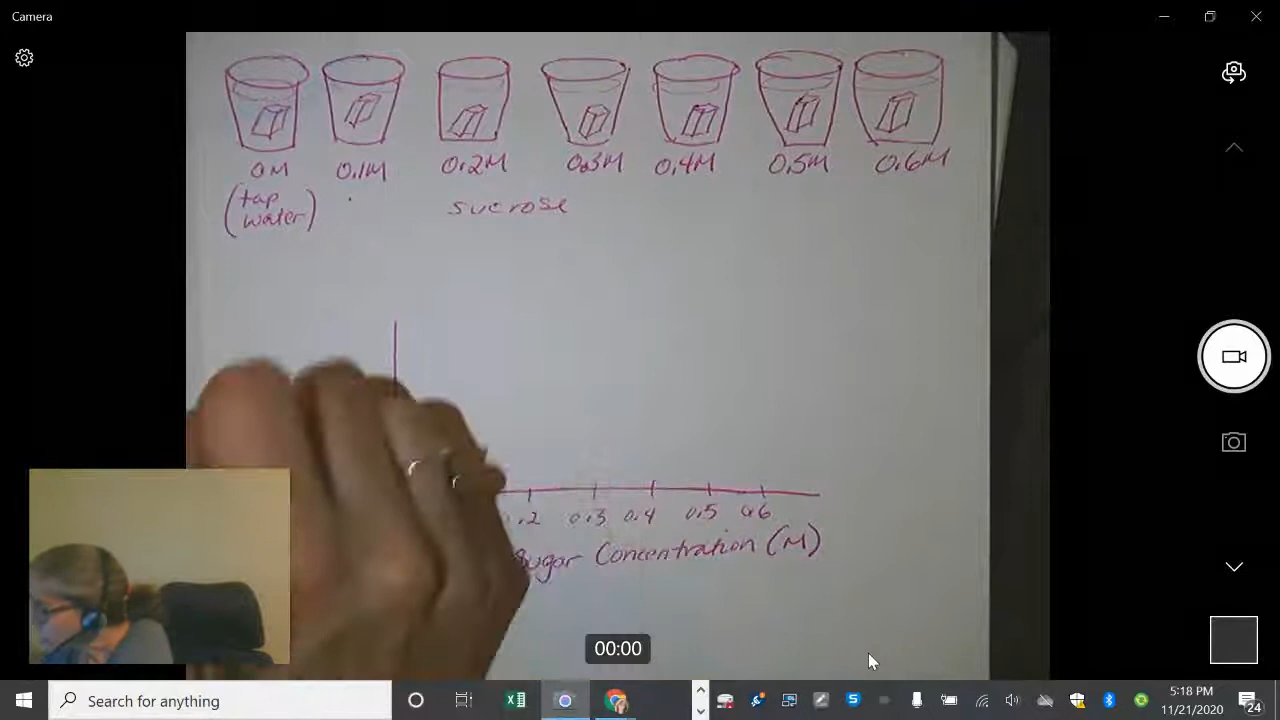 Camera
0M 0.1M 0.2M 0.3M 0.4M 0.5M 0.6M
(tap water) sucrose
.2 0.3 0.4 0.5 0.6
Sugar Concentration (M)
00:00
Search for anything
5:18 PM
11/21/2020
24